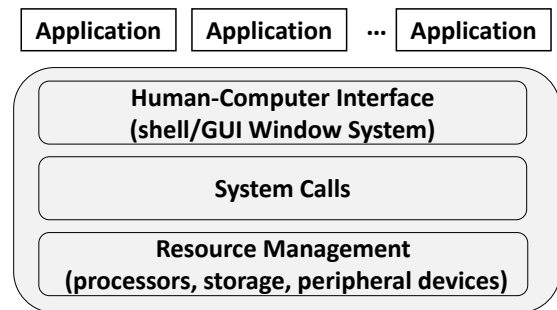 Application Application ... Application
Human-Computer Interface
(shell/GUI Window System)
System Calls
Resource Management
(processors, storage, peripheral devices)